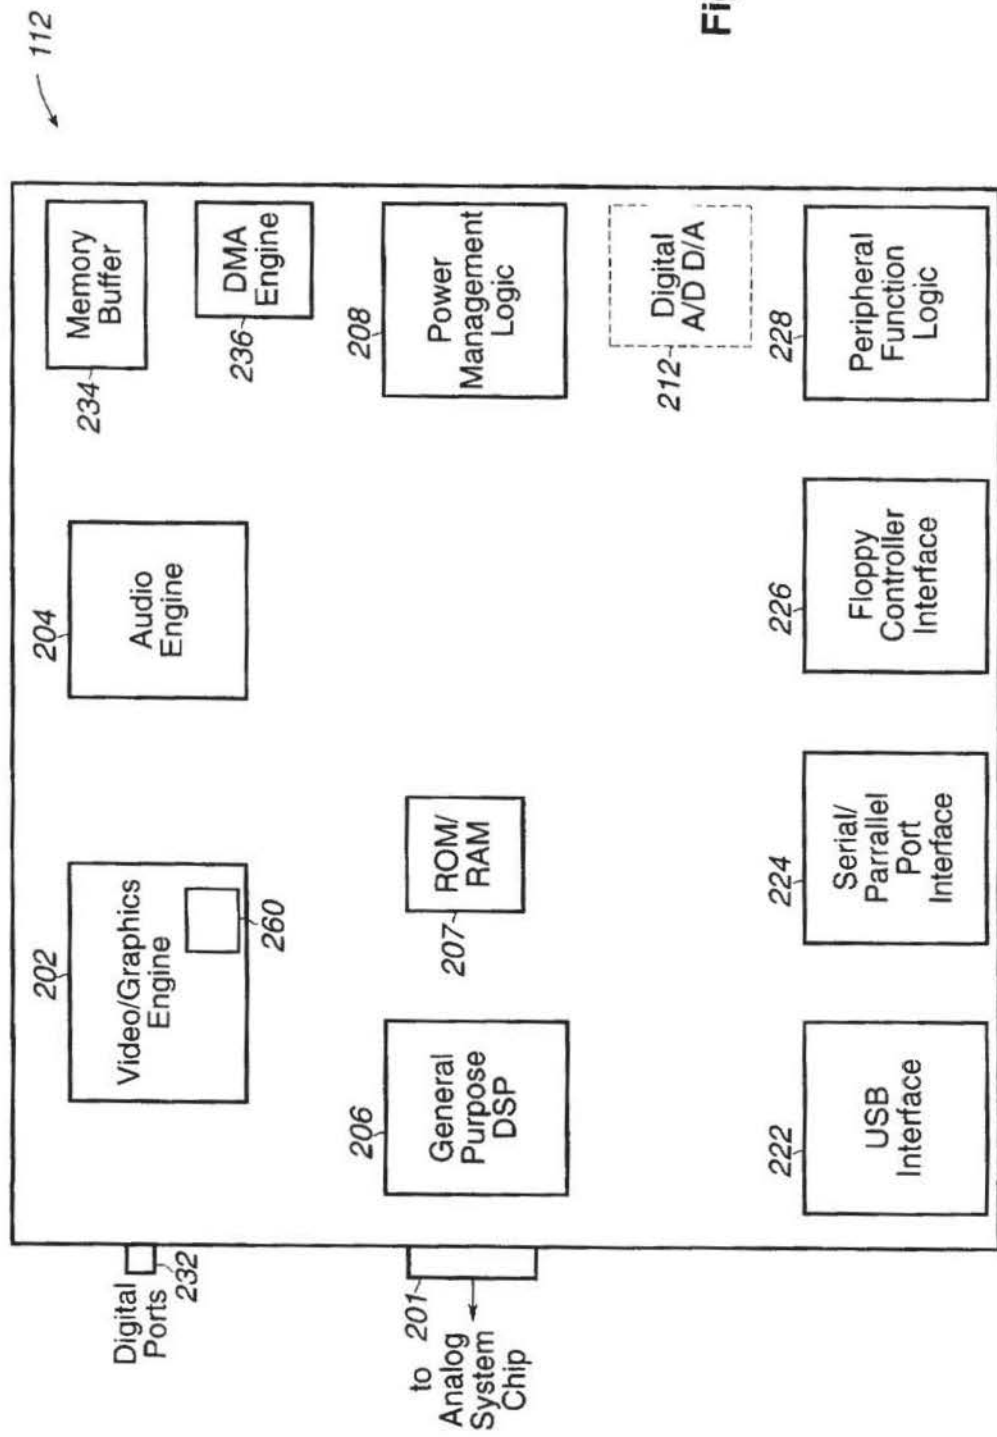 112
Digital
Ports
232
202
Video/Graphics
Engine
260
204
Audio
Engine
234
Memory
Buffer
236
DMA
Engine
to
Analog
System
Chip
201
206
General
Purpose
DSP
207
ROM/
RAM
208
Power
Management
Logic
212
Digital
A/D D/A
222
USB
Interface
224
Serial/
Parrallel
Port
Interface
226
Floppy
Controller
Interface
228
Peripheral
Function
Logic